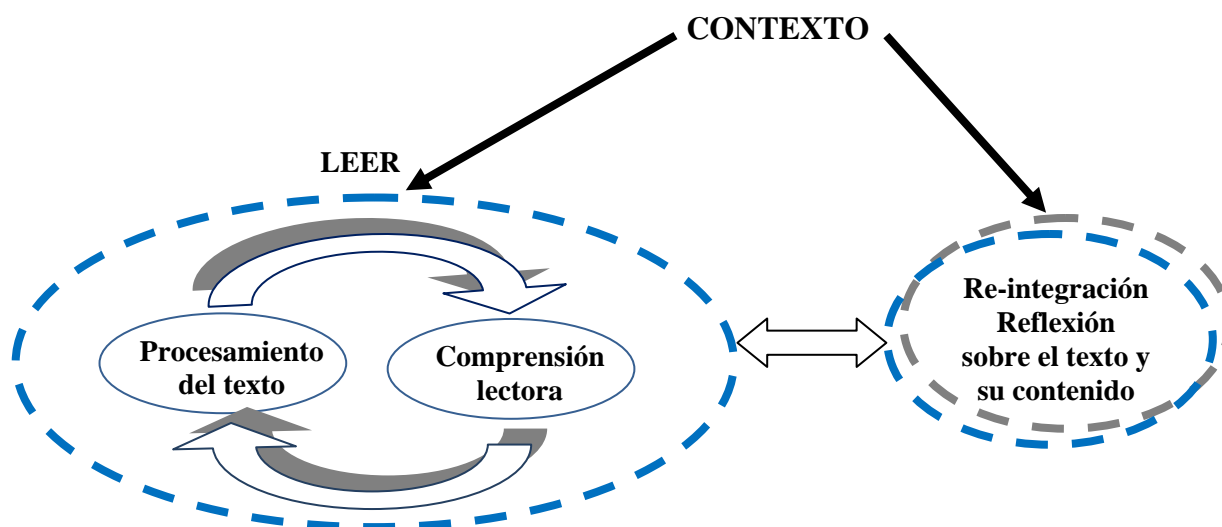 CONTEXTO
LEER
Procesamiento
del texto
Comprensión
lectora
Re-integración
Reflexión
sobre el texto y
su contenido